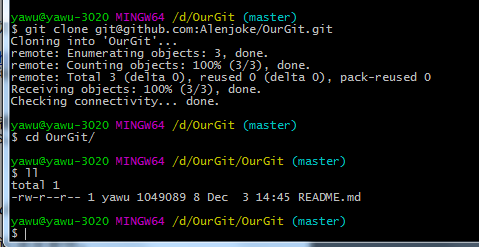 yawu@yawu-3020 MINGW64 /d/OurGit (master)
$ git clone git@github.com:Alenjoke/OurGit.git
Cloning into 'OurGit'...
remote: Enumerating objects: 3, done.
remote: Counting objects: 100% (3/3), done.
remote: Total 3 (delta 0), reused 0 (delta 0), pack-reused 0
Receiving objects: 100% (3/3), done.
Checking connectivity... done.
yawu@yawu-3020 MINGW64 /d/OurGit (master)
$ cd OurGit/
yawu@yawu-3020 MINGW64 /d/OurGit/OurGit (master)
$ ll
total 1
-rw-r--r-- 1 yawu 1049089 8 Dec  3 14:45 README.md
yawu@yawu-3020 MINGW64 /d/OurGit/OurGit (master)
$